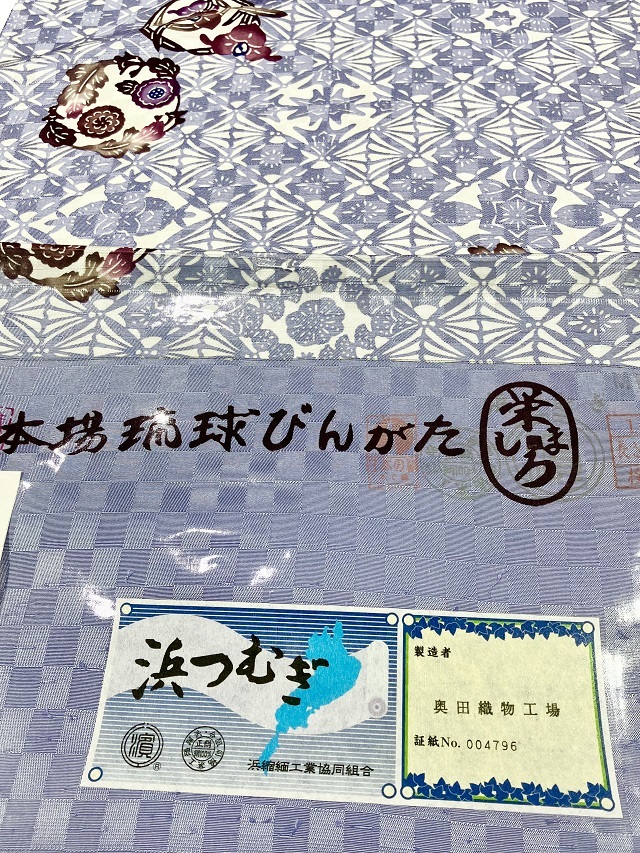 本場琉球びんがた
栄
しろま
浜つむぎ
濱
®
浜縮緬工業協同組合
製造者
奥田織物工場
証紙No. 004796